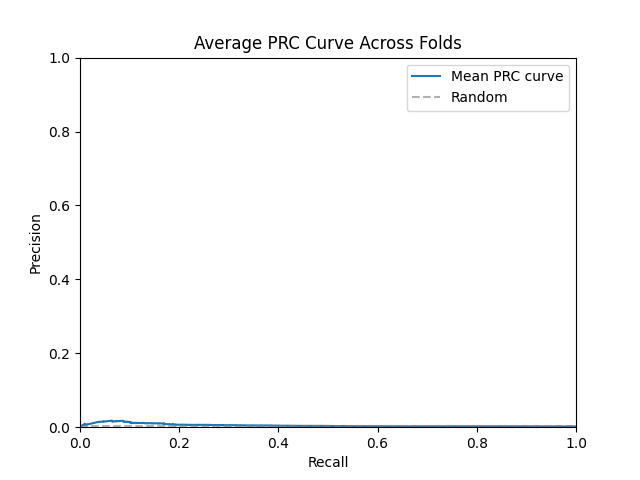 Average PRC Curve Across Folds
Mean PRC curve
Random
1.0
0.8
0.6
0.4
0.2
0.0
Precision
0.0 0.2 0.4 0.6 0.8 1.0
Recall